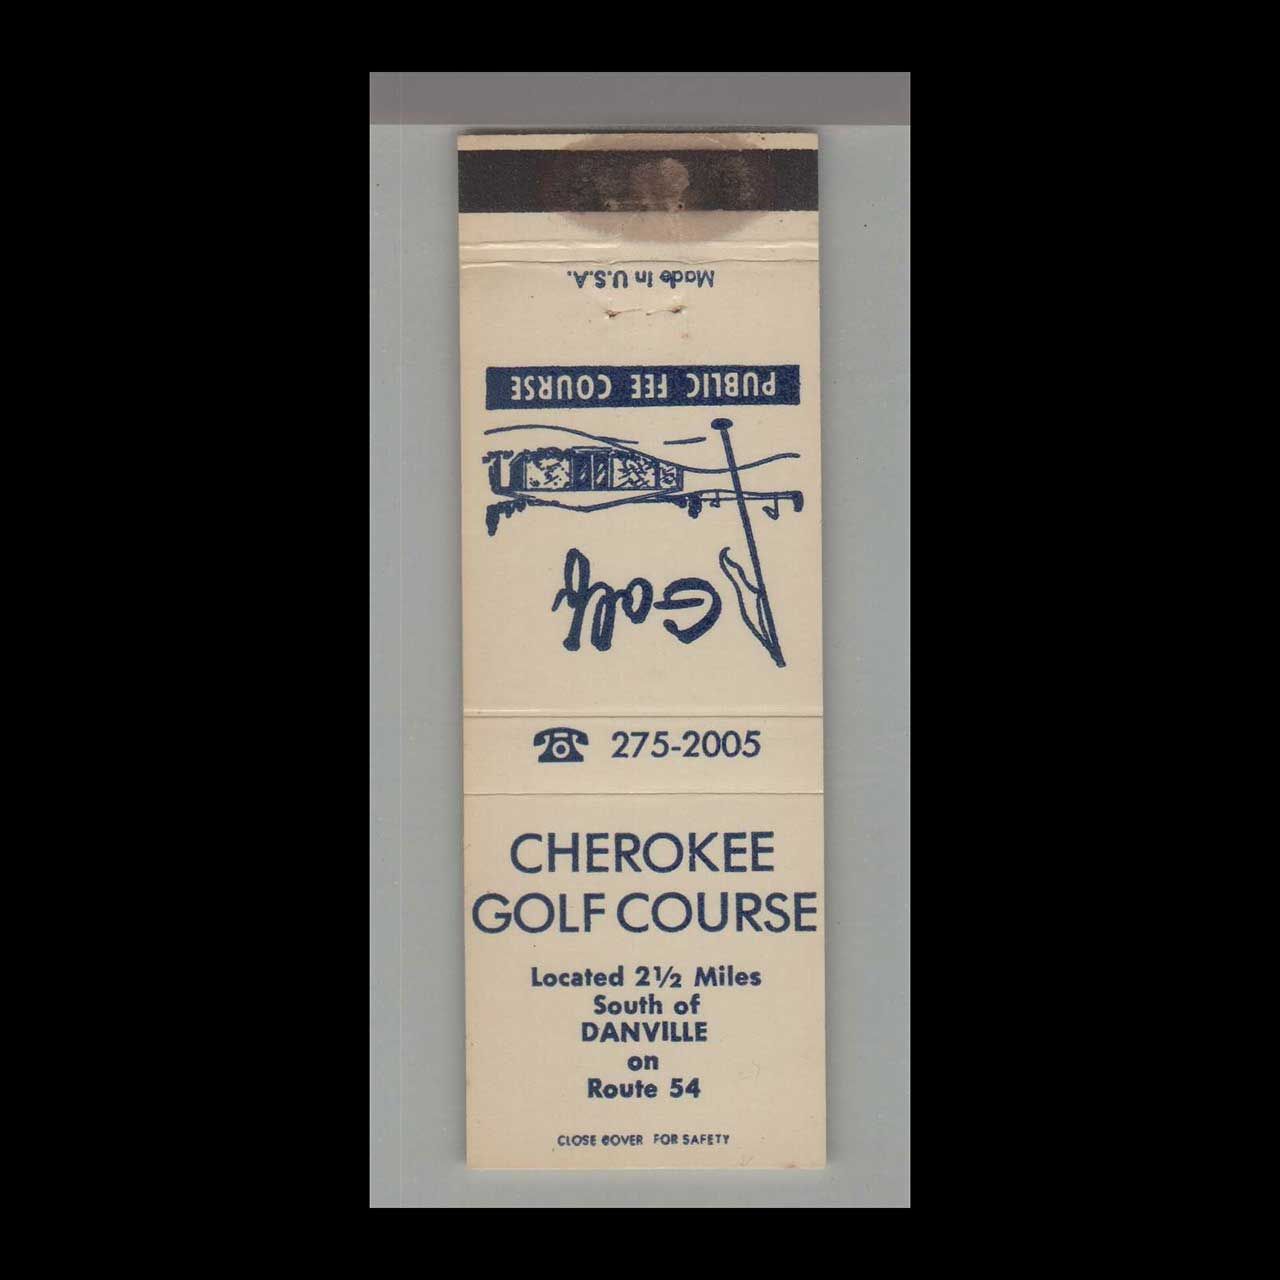 Made In U.S.A.
PUBLIC FEE COURSE
Golf
275-2005
CHEROKEE
GOLF COURSE
Located 2½ Miles
South of
DANVILLE
on
Route 54
CLOSE COVER FOR SAFETY